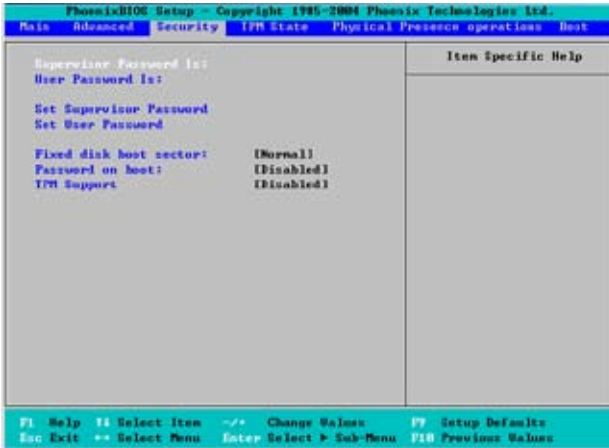 PhoenixBIOS Setup - Copyright 1985-2004 Phoenix Technologies Ltd.
Main Advanced Security TPM State Physical Presence operations Boot
Supervisor Password Is:
User Password Is:
Set Supervisor Password
Set User Password
Fixed disk boot sector: [Normal]
Password on boot: [Disabled]
TPM Support [Disabled]
Item Specific Help
F1 Help ↑↓ Select Item -/+ Change Values F9 Setup Defaults
Esc Exit ↔ Select Menu Enter Select ▶ Sub-Menu F10 Previous Values